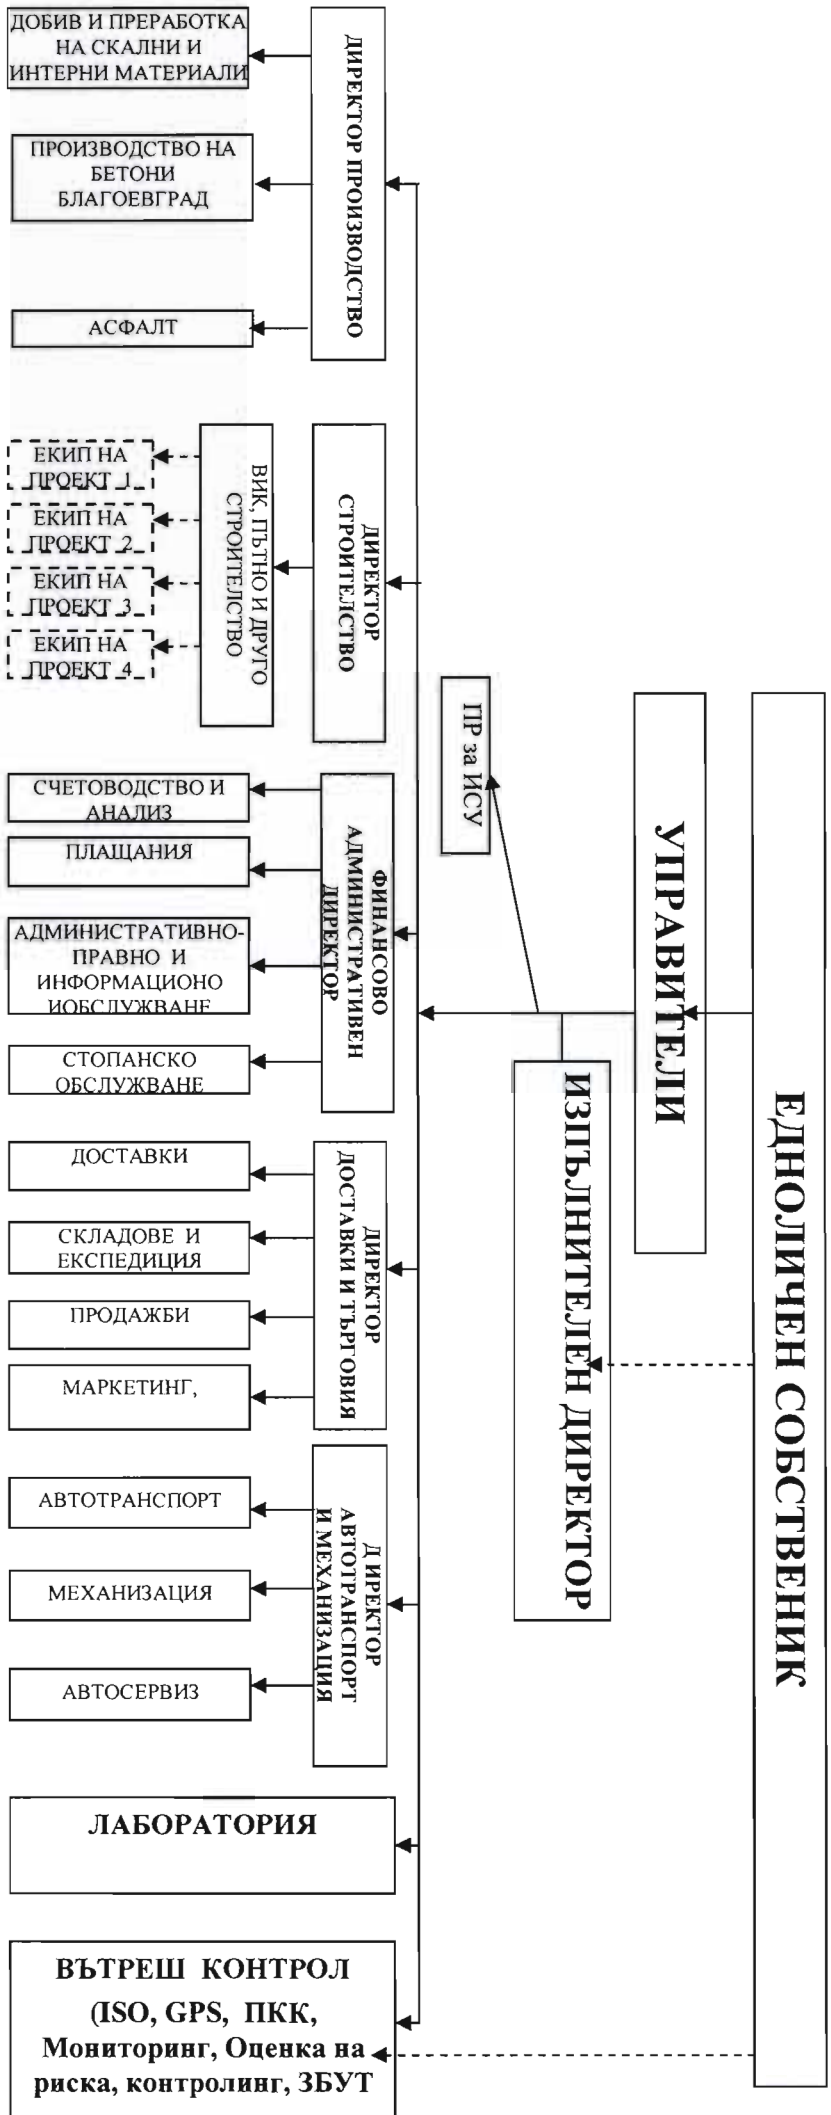 ЕДНОЛИЧЕН СОБСТВЕНИК
УПРАВИТЕЛИ
ИЗПЪЛНИТЕЛЕН ДИРЕКТОР
ПР за ИСУ
ДИРЕКТОР ПРОИЗВОДСТВО
ДОБИВ И ПРЕРАБОТКА
НА СКАЛНИ И
ИНТЕРНИ МАТЕРИАЛИ
ПРОИЗВОДСТВО НА
БЕТОНИ
БЛАГОЕВГРАД
АСФАЛТ
ДИРЕКТОР
СТРОИТЕЛСТВО
ВИК, ПЪТНО И ДРУГО
СТРОИТЕЛСТВО
ЕКИП НА
ПРОЕКТ 1
ЕКИП НА
ПРОЕКТ 2
ЕКИП НА
ПРОЕКТ 3
ЕКИП НА
ПРОЕКТ 4
ФИНАНСОВО
АДМИНИСТРАТИВЕН
ДИРЕКТОР
СЧЕТОВОДСТВО И
АНАЛИЗ
ПЛАЩАНИЯ
АДМИНИСТРАТИВНО-
ПРАВНО И
ИНФОРМАЦИОНО
ИОБСЛУЖВАНЕ
СТОПАНСКО
ОБСЛУЖВАНЕ
ДИРЕКТОР
ДОСТАВКИ И ТЪРГОВИЯ
ДОСТАВКИ
СКЛАДОВЕ И
ЕКСПЕДИЦИЯ
ПРОДАЖБИ
МАРКЕТИНГ,
Д ИРЕКТОР
АВТОТРАНСПОРТ
И МЕХАНИЗАЦИЯ
АВТОТРАНСПОРТ
МЕХАНИЗАЦИЯ
АВТОСЕРВИЗ
ЛАБОРАТОРИЯ
ВЪТРЕШ КОНТРОЛ
(ISO, GPS, ПКК,
Мониторинг, Оценка на
риска, контролинг, ЗБУТ